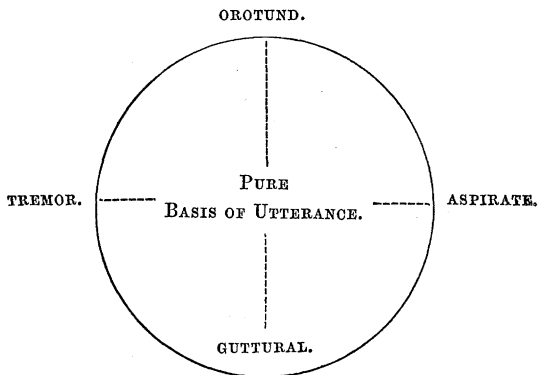 OROTUND.
PURE
TREMOR.
BASIS OF UTTERANCE.
ASPIRATE.
GUTTURAL.